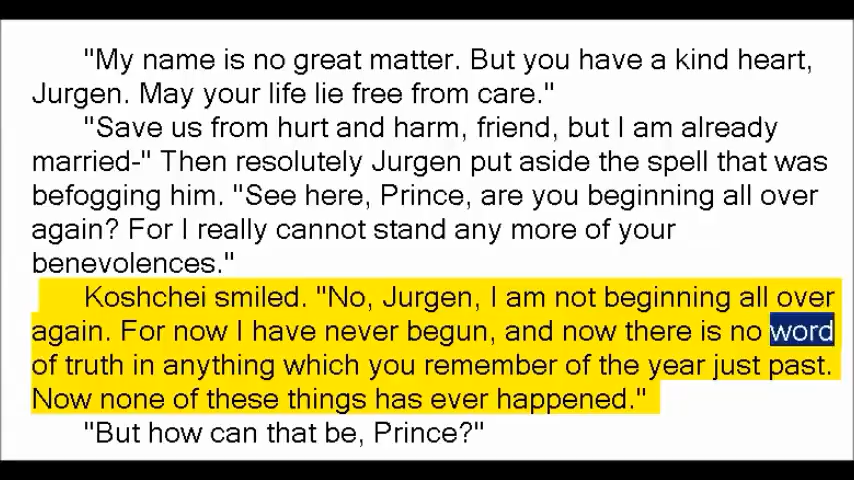 "My name is no great matter. But you have a kind heart,
Jurgen. May your life lie free from care."
"Save us from hurt and harm, friend, but I am already
married-" Then resolutely Jurgen put aside the spell that was
befogging him. "See here, Prince, are you beginning all over
again? For I really cannot stand any more of your
benevolences."
Koshchei smiled. "No, Jurgen, I am not beginning all over
again. For now I have never begun, and now there is no word
of truth in anything which you remember of the year just past.
Now none of these things has ever happened."
"But how can that be, Prince?"